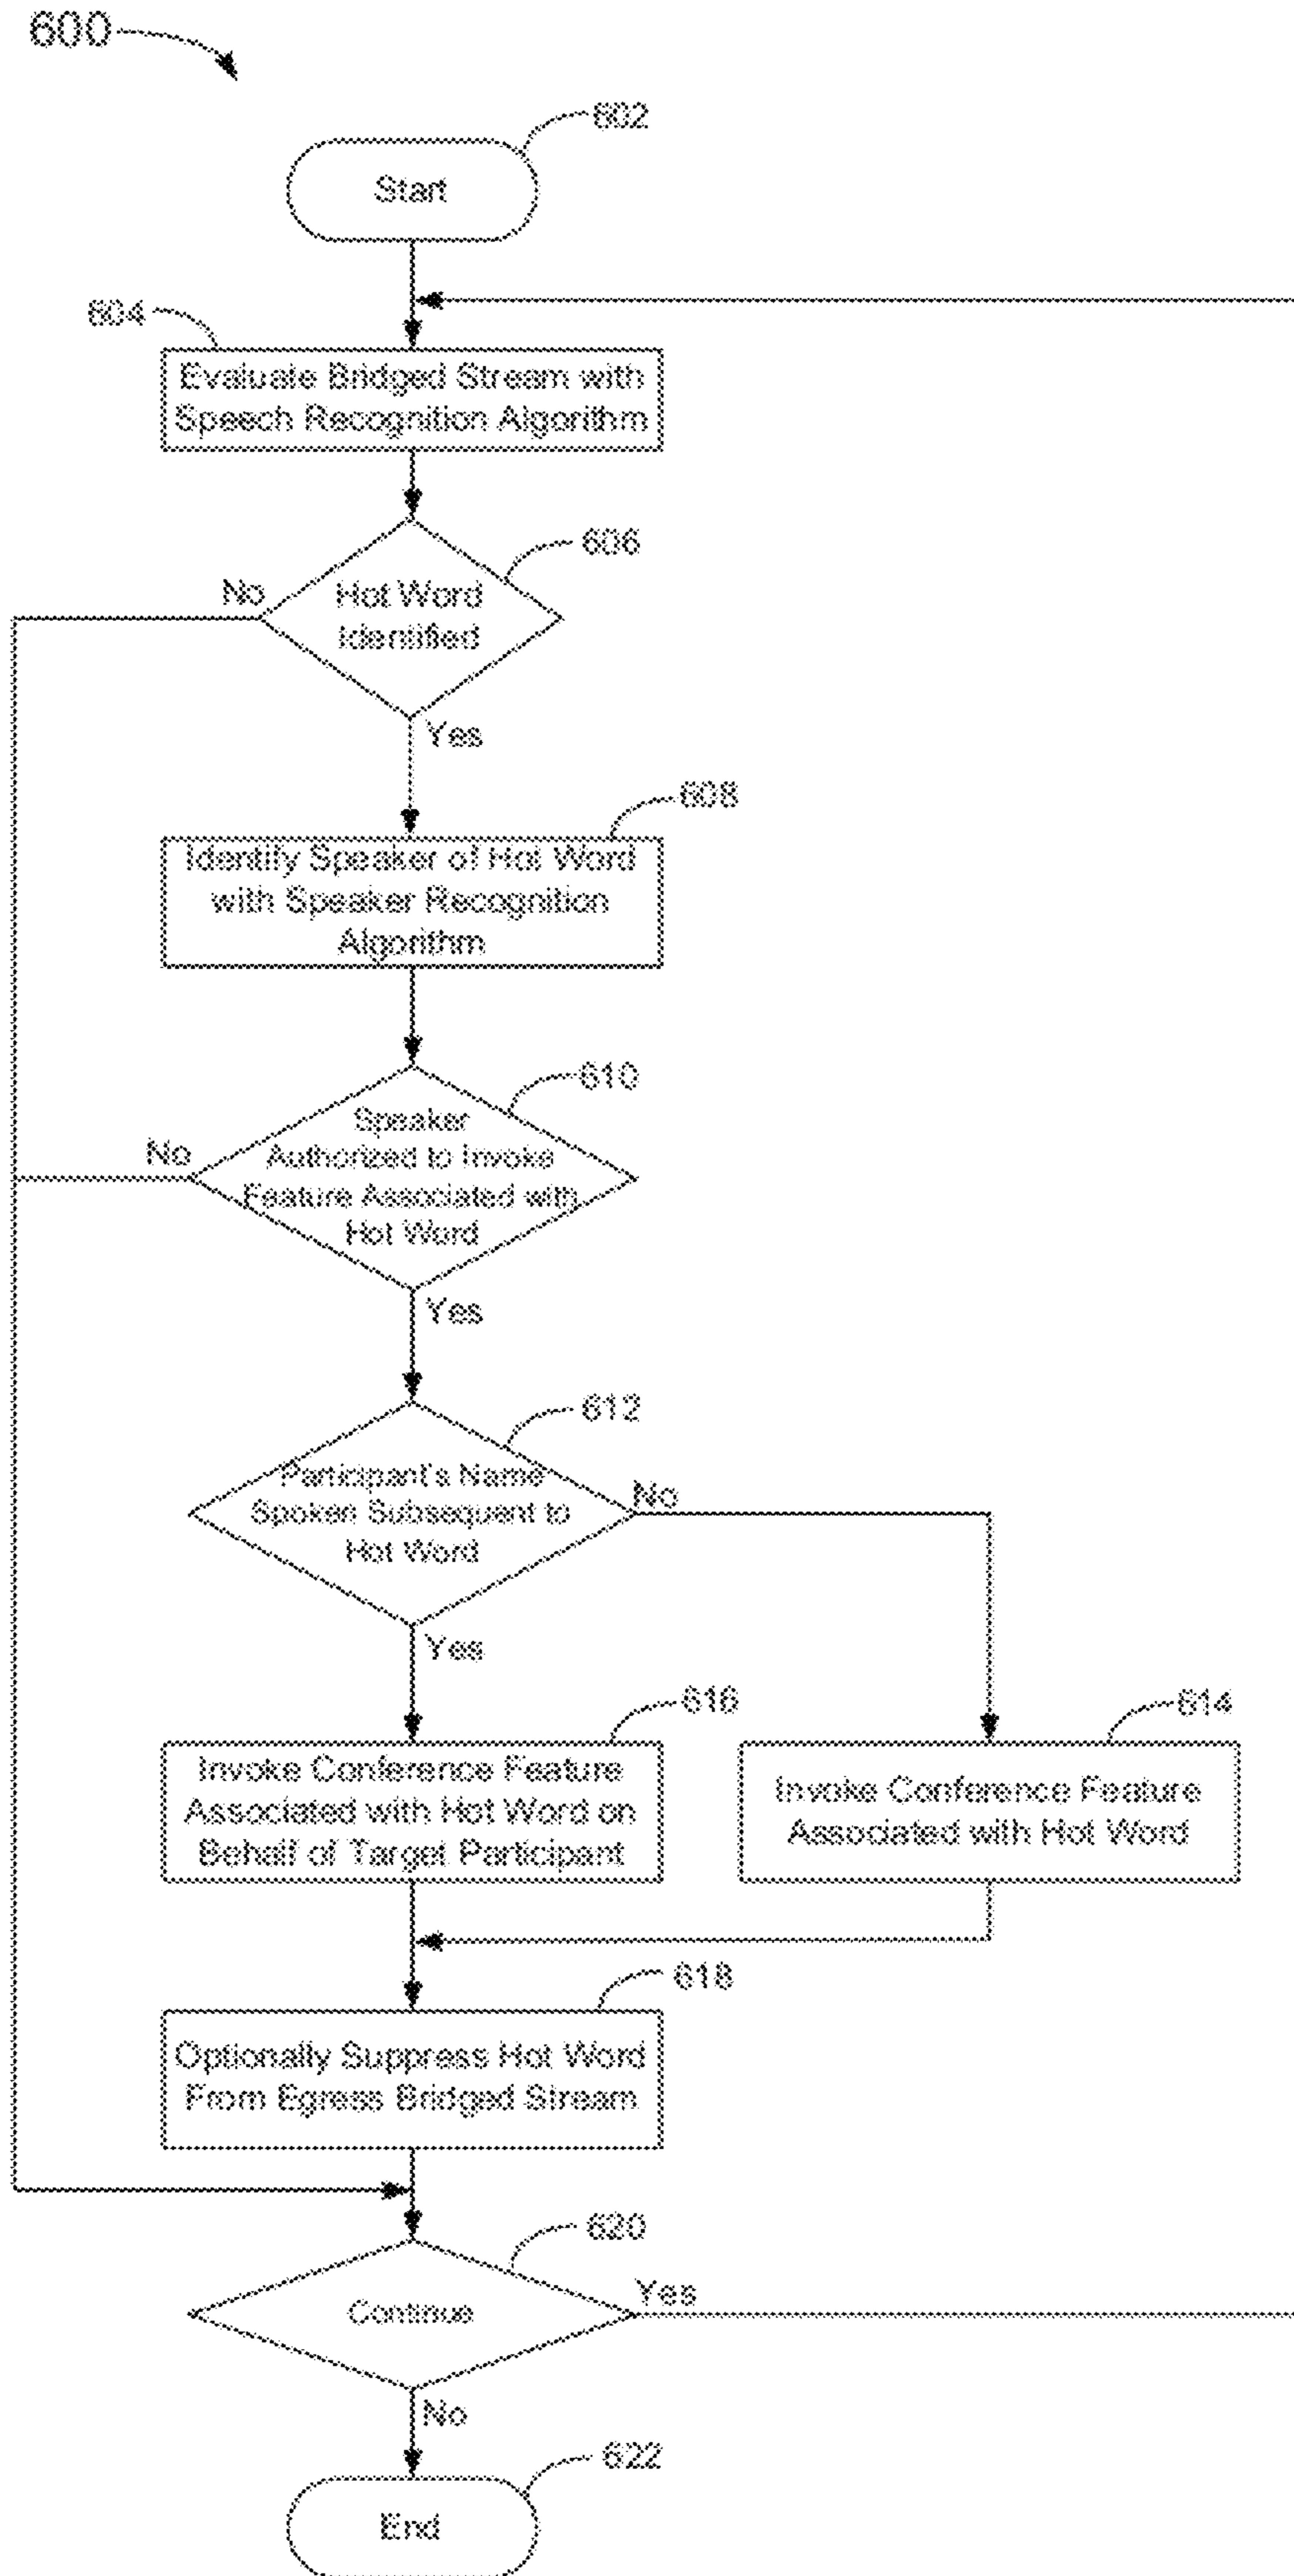 600
602
Start
604
Evaluate Bridged Stream with
Speech Recognition Algorithm
606
No
Hot Word
Identified
Yes
608
Identify Speaker of Hot Word
with Speaker Recognition
Algorithm
610
No
Speaker
Authorized to Invoke
Feature Associated with
Hot Word
Yes
612
Participant's Name
Spoken Subsequent to
Hot Word
No
Yes
616
Invoke Conference Feature
Associated with Hot Word on
Behalf of Target Participant
614
Invoke Conference Feature
Associated with Hot Word
618
Optionally Suppress Hot Word
From Egress Bridged Stream
620
Continue
Yes
No
622
End